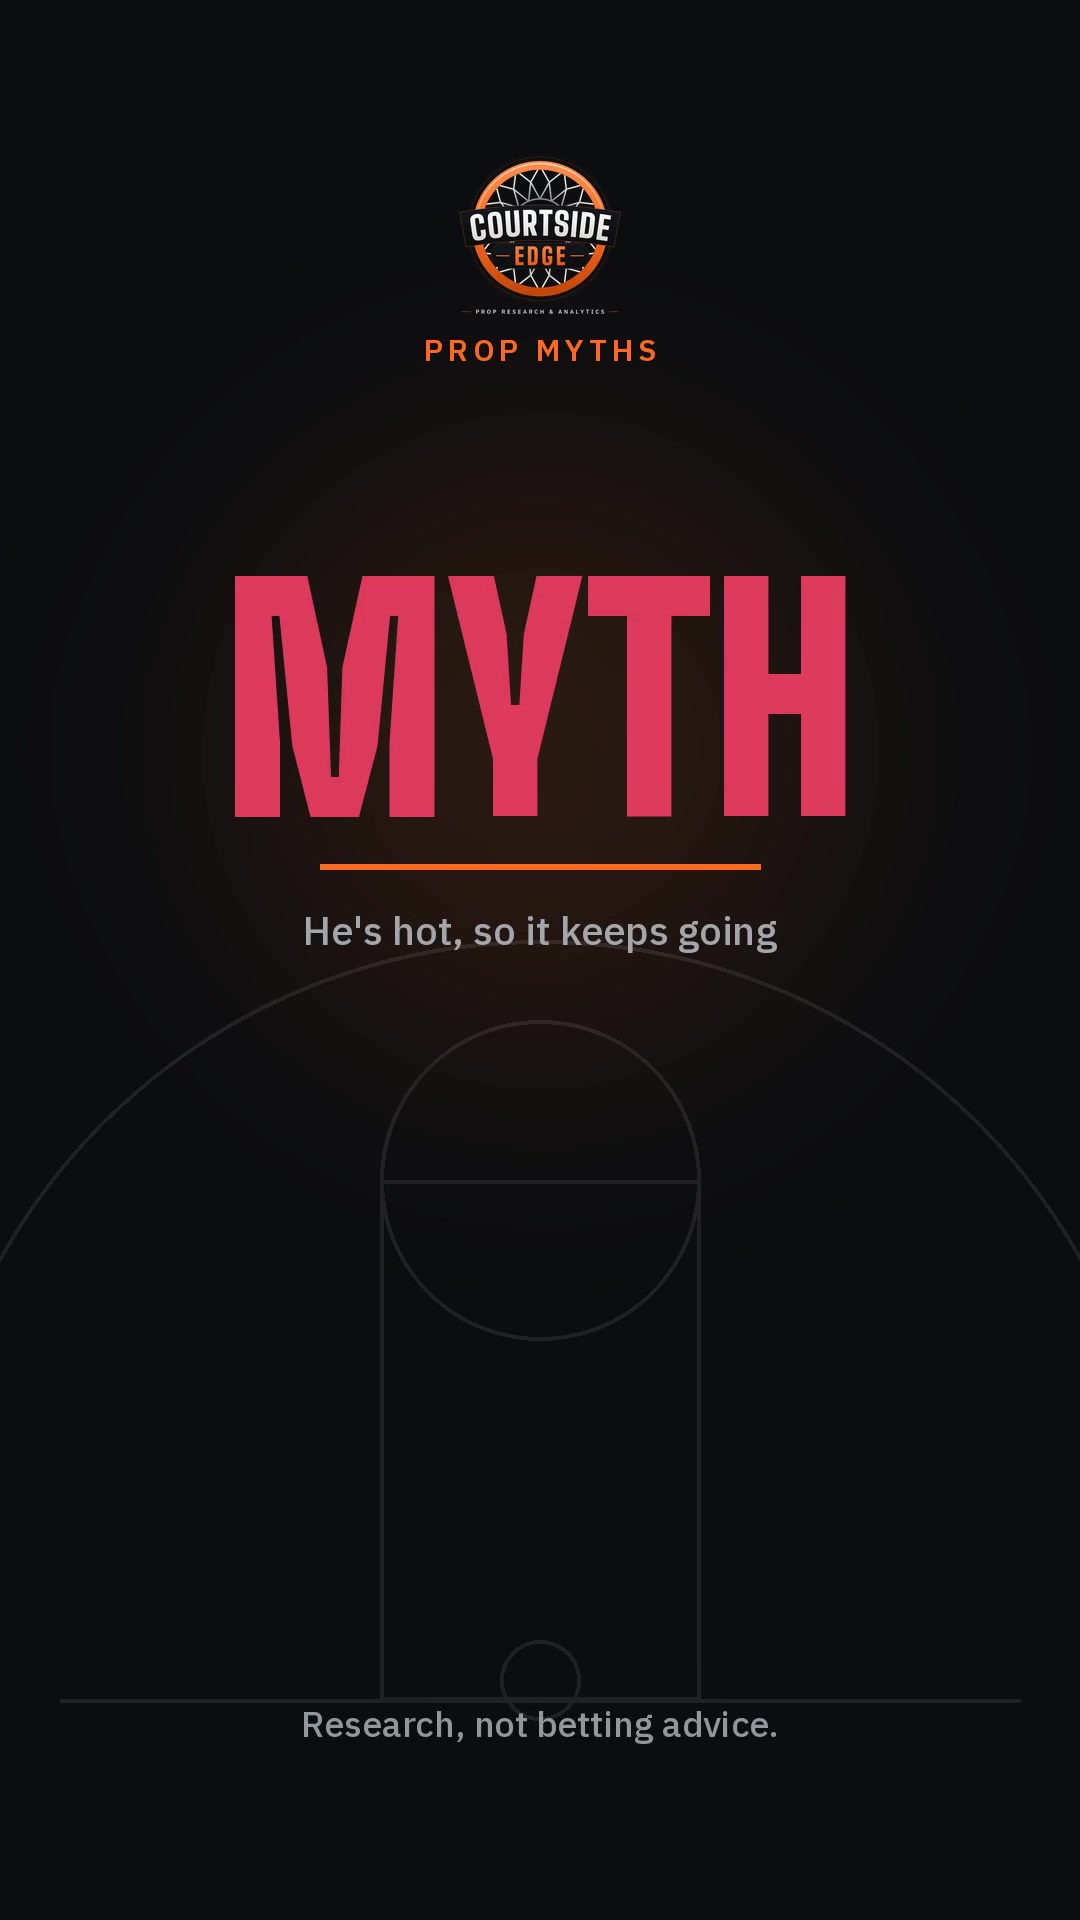 COURTSIDE
EDGE
PROP RESEARCH & ANALYTICS
PROP MYTHS
MYTH
He's hot, so it keeps going
Research, not betting advice.